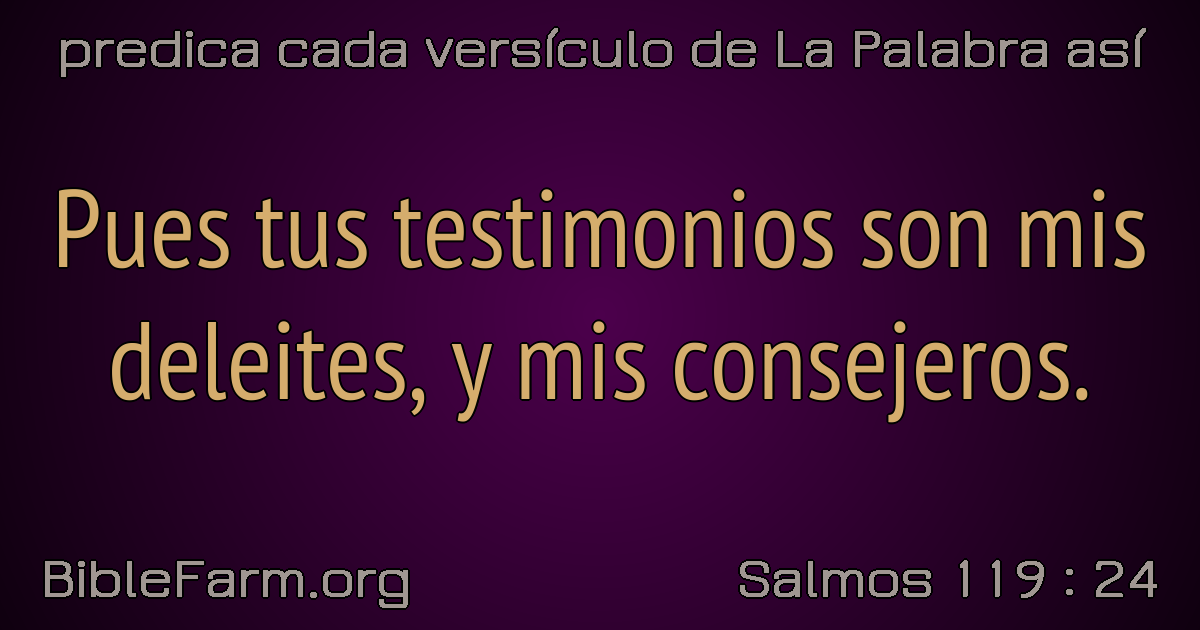 predica cada versículo de La Palabra así
Pues tus testimonios son mis
deleites, y mis consejeros.
BibleFarm.org
Salmos 119 : 24